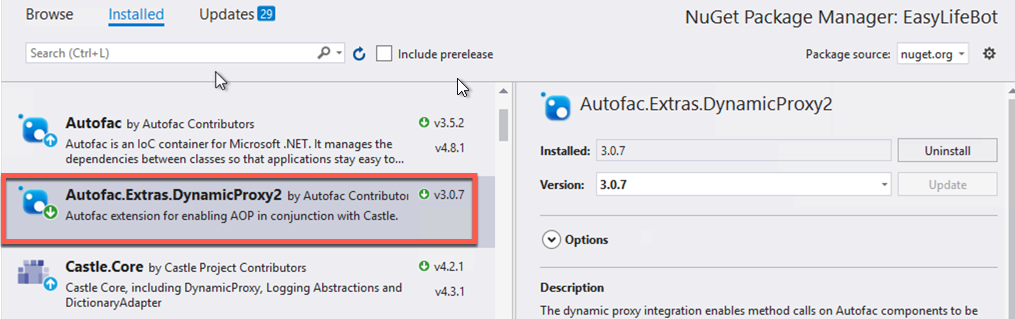 Browse Installed Updates 29
NuGet Package Manager: EasyLifeBot
Search (Ctrl+L)
Include prerelease
Package source: nuget.org
Autofac by Autofac Contributors v3.5.2
Autofac is an IoC container for Microsoft .NET. It manages the v4.8.1
dependencies between classes so that applications stay easy to...
Autofac.Extras.DynamicProxy2 by Autofac Contributor v3.0.7
Autofac extension for enabling AOP in conjunction with Castle.
Castle.Core by Castle Project Contributors v4.2.1
Castle Core, including DynamicProxy, Logging Abstractions and v4.3.1
DictionaryAdapter
Autofac.Extras.DynamicProxy2
Installed: 3.0.7 Uninstall
Version: 3.0.7 Update
Options
Description
The dynamic proxy integration enables method calls on Autofac components to be